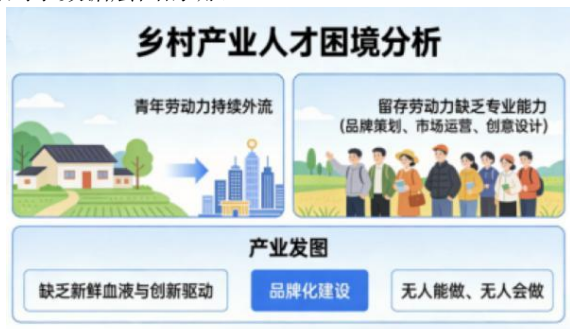 乡村产业人才困境分析
青年劳动力持续外流
留存劳动力缺乏专业能力
(品牌策划、市场运营、创意设计)
产业发图
缺乏新鲜血液与创新驱动
品牌化建设
无人能做、无人会做